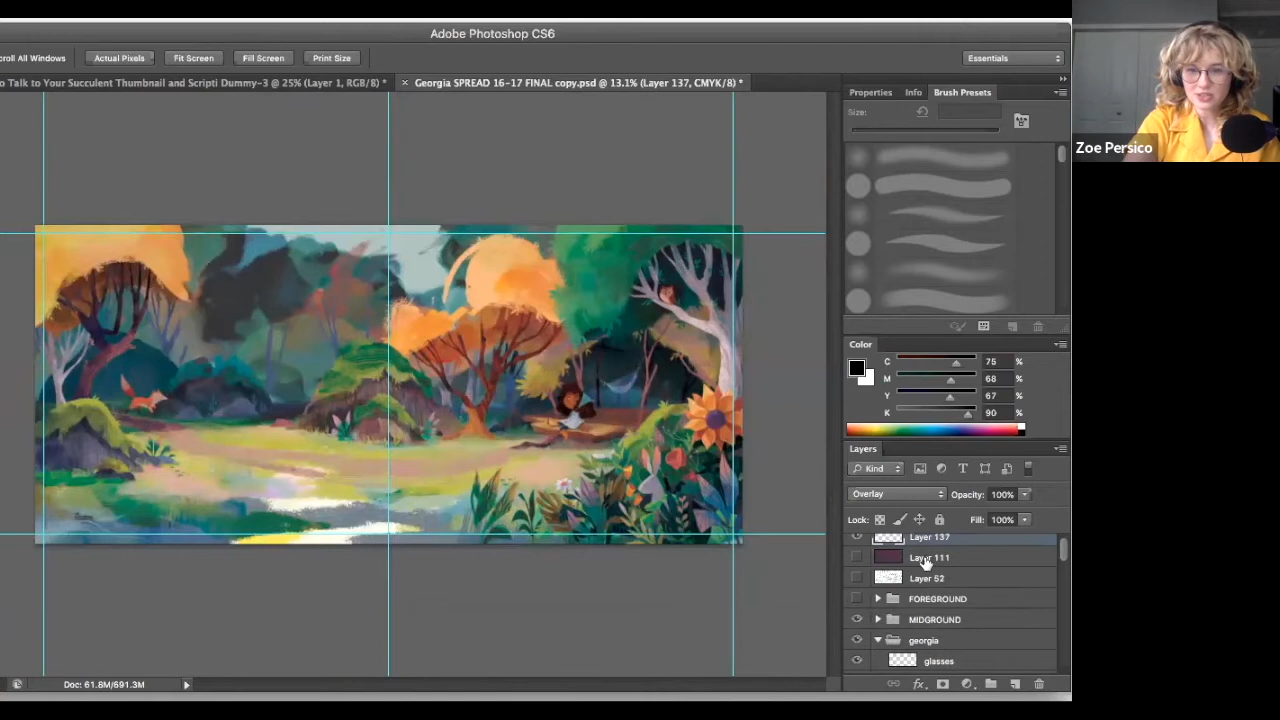 Adobe Photoshop CS6
croll All Windows
Actual Pixels
Fit Screen
Fill Screen
Print Size
Essentials
o Talk to Your Succulent Thumbnail and Scripti Dummy-3 @ 25% (Layer 1, RGB/8) *
× Georgia SPREAD 16-17 FINAL copy.psd @ 13.1% (Layer 137, CMYK/8) *
Properties
Info
Brush Presets
Size:
Zoe Persico
Color
C 75 %
M 68 %
Y 67 %
K 90 %
Layers
Kind
T
Overlay
Opacity: 100%
Lock:
Fill: 100%
Layer 137
Layer 111
Layer 52
FOREGROUND
MIDGROUND
georgia
glasses
Doc: 61.8M/691.3M
fx